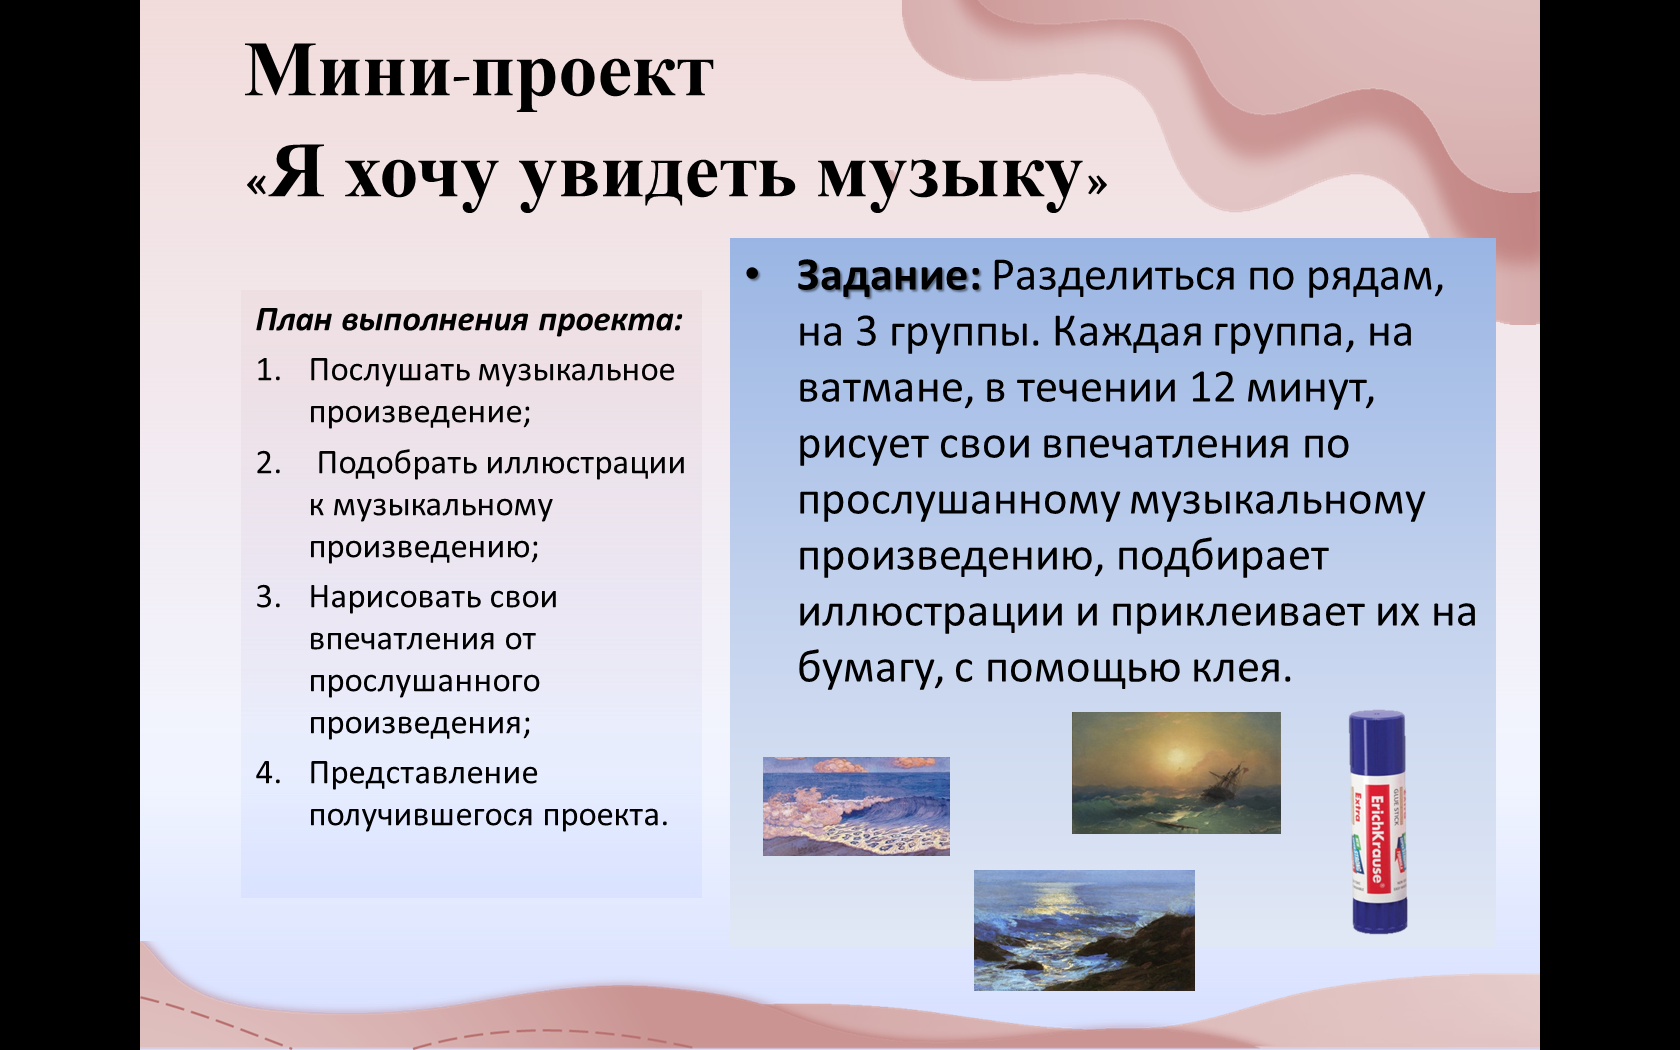 Мини-проект
«Я хочу увидеть музыку»
План выполнения проекта:
1. Послушать музыкальное
произведение;
2. Подобрать иллюстрации
к музыкальному
произведению;
3. Нарисовать свои
впечатления от
прослушанного
произведения;
4. Представление
получившегося проекта.
• Задание: Разделиться по рядам,
на 3 группы. Каждая группа, на
ватмане, в течении 12 минут,
рисует свои впечатления по
прослушанному музыкальному
произведению, подбирает
иллюстрации и приклеивает их на
бумагу, с помощью клея.
GLUE STICK
ErichKrause®
Extra